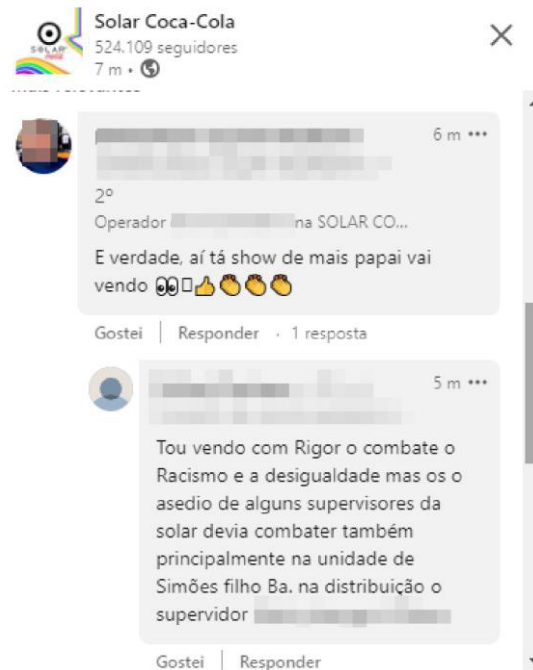 Solar Coca-Cola
SOLAR
524.109 seguidores
7 m •
6 m •••
2º
Operador na SOLAR CO...
E verdade, aí tá show de mais papai vai
vendo 👀▯👍👏👏👏
Gostei | Responder · 1 resposta
5 m •••
Tou vendo com Rigor o combate o
Racismo e a desigualdade mas os o
asedio de alguns supervisores da
solar devia combater também
principalmente na unidade de
Simões filho Ba. na distribuição o
supervidor
Gostei | Responder